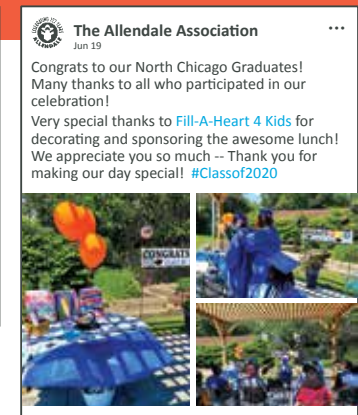 The Allendale Association
Jun 19
Congrats to our North Chicago Graduates!
Many thanks to all who participated in our
celebration!
Very special thanks to Fill-A-Heart 4 Kids for
decorating and sponsoring the awesome lunch!
We appreciate you so much -- Thank you for
making our day special! #Classof2020
CONGRATS